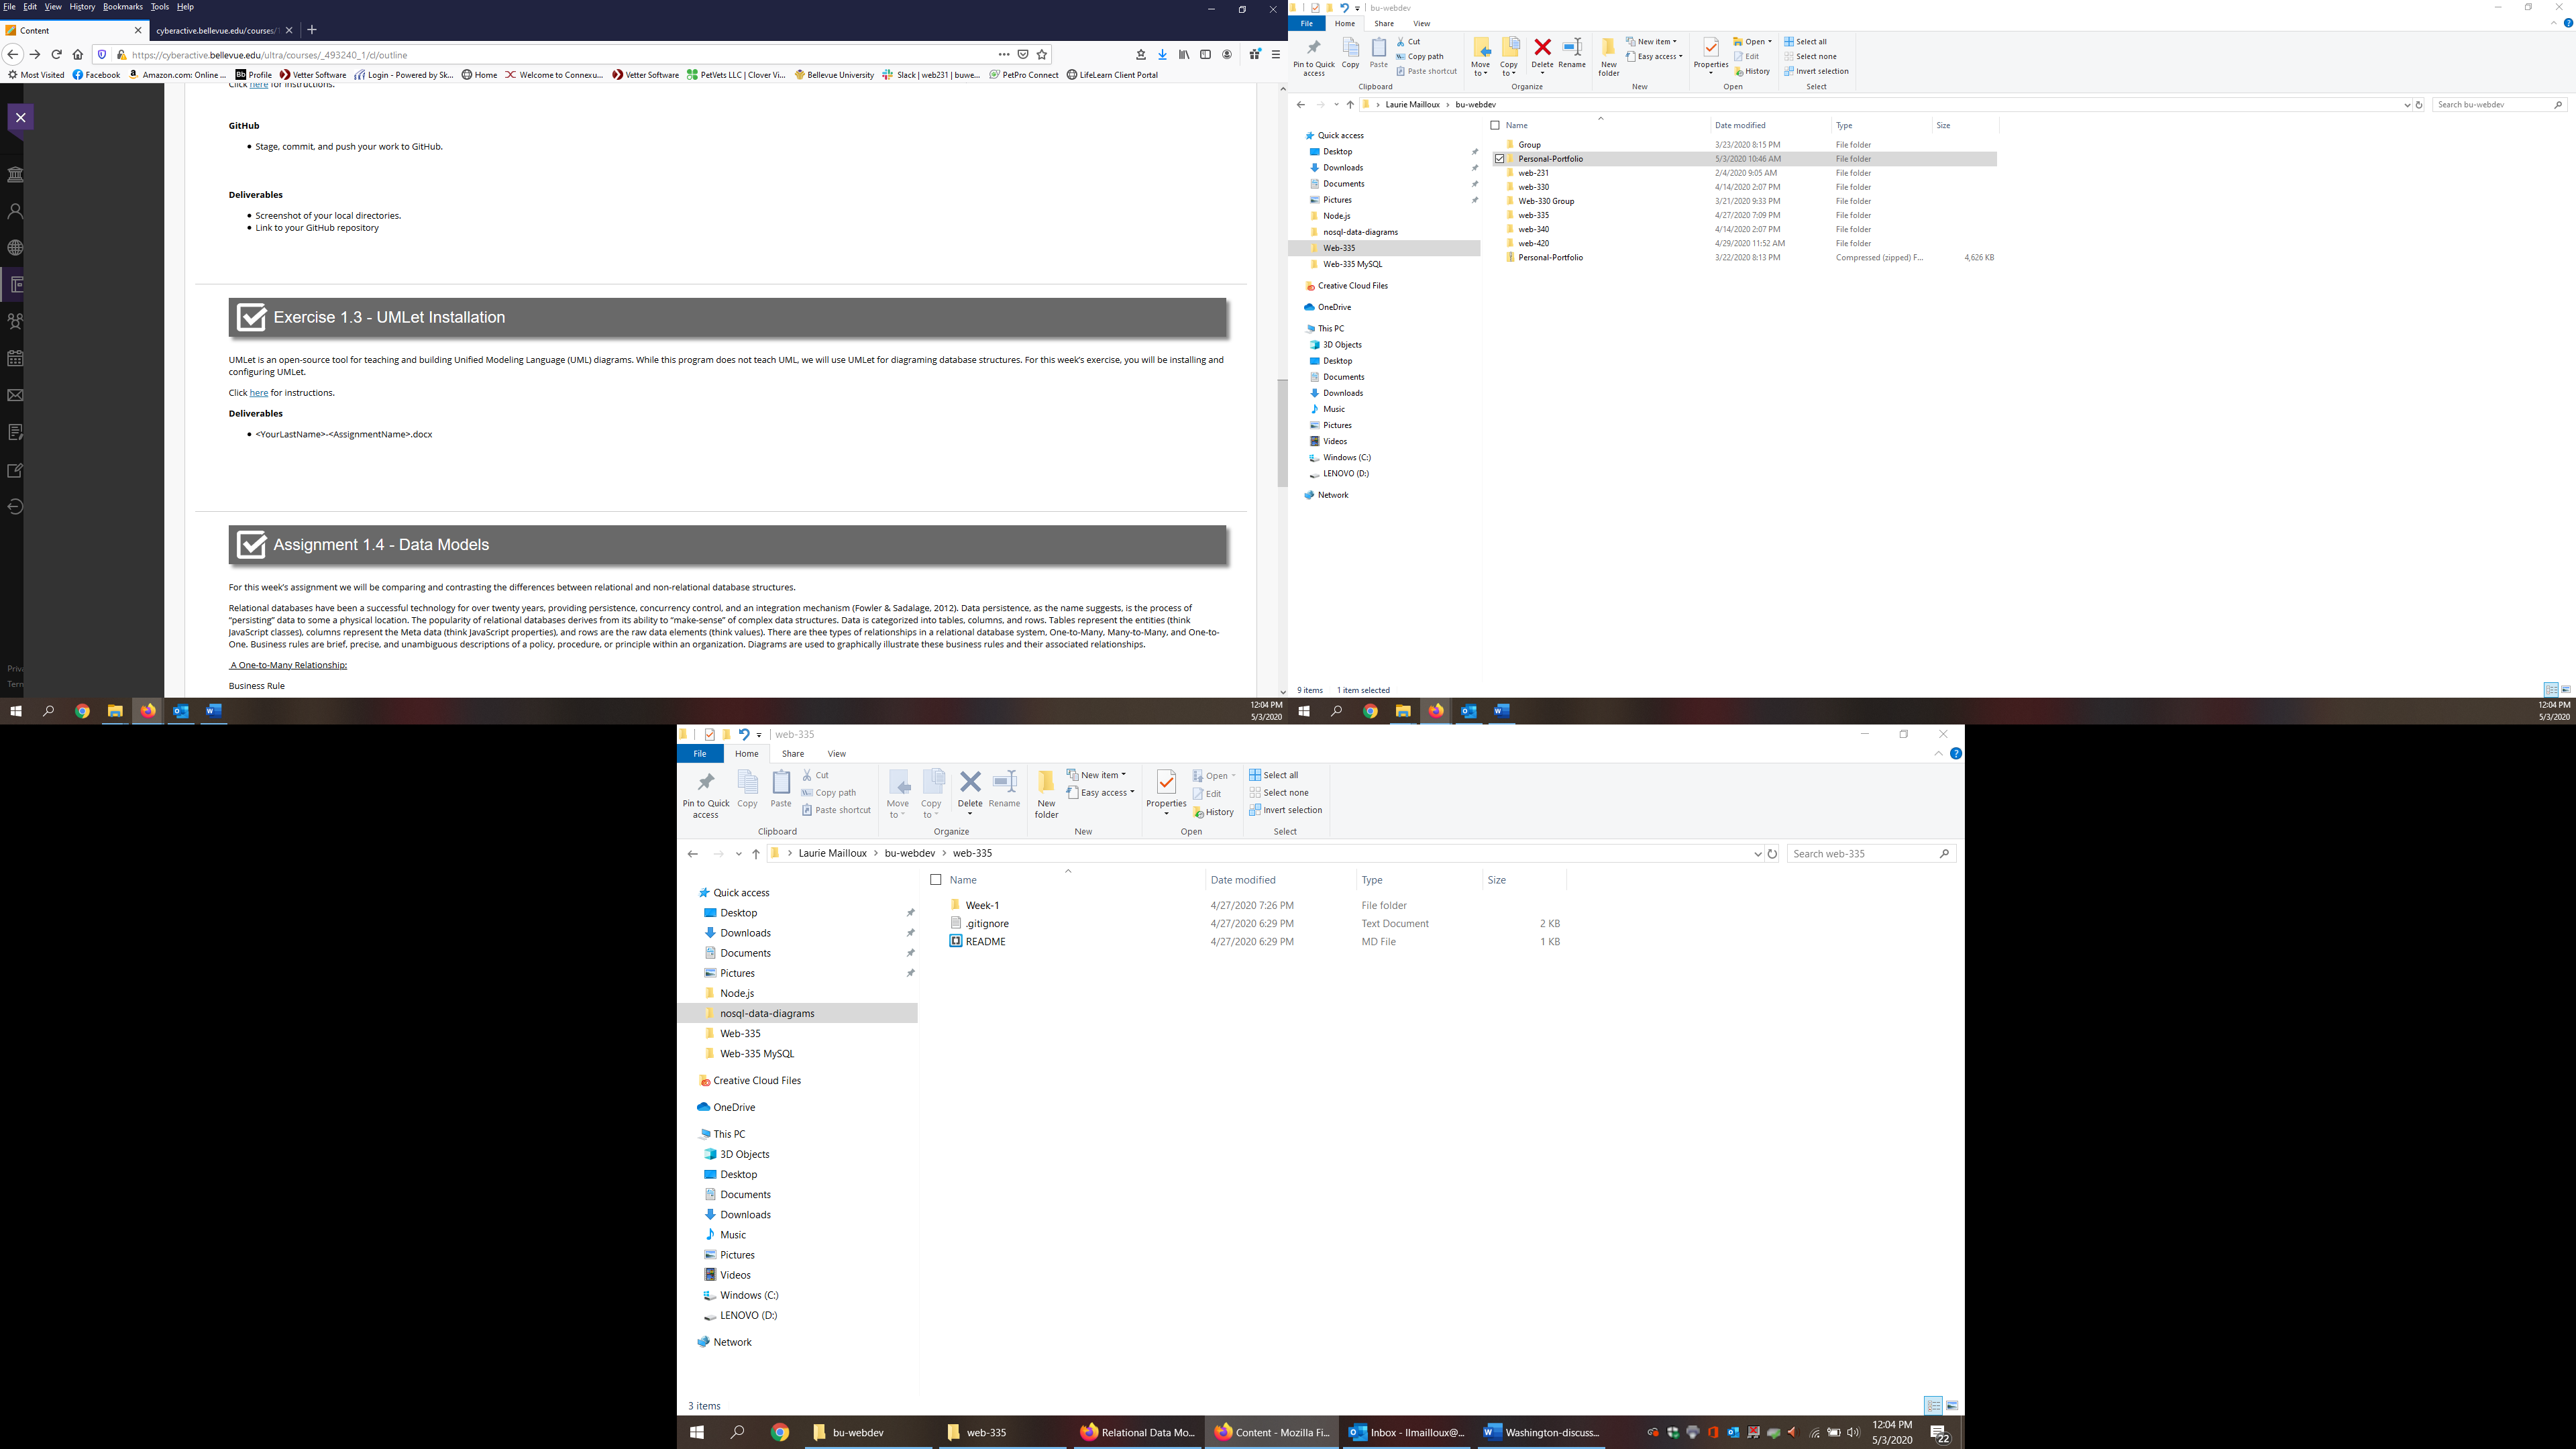 File Edit View History Bookmarks Tools Help
Content
cyberactive.bellevue.edu/courses/
https://cyberactive.bellevue.edu/ultra/courses/_493240_1/cl/outline
Most Visited Facebook Amazon.com: Online ... Profile Vetter Software Login - Powered by Sk... Home Welcome to Connexu... Vetter Software PetVets LLC | Clover Vi... Bellevue University Slack | web231 | buwe... PetPro Connect LifeLearn Client Portal
Click here for instructions.
GitHub
Stage, commit, and push your work to GitHub.
Deliverables
Screenshot of your local directories.
Link to your GitHub repository
Exercise 1.3 - UMLet Installation
UMLet is an open-source tool for teaching and building Unified Modeling Language (UML) diagrams. While this program does not teach UML, we will use UMLet for diagraming database structures. For this week's exercise, you will be installing and
configuring UMLet.
Click here for instructions.
Deliverables
<YourLastName>-<AssignmentName>.docx
Assignment 1.4 - Data Models
For this week's assignment we will be comparing and contrasting the differences between relational and non-relational database structures.
Relational databases have been a successful technology for over twenty years, providing persistence, concurrency control, and an integration mechanism (Fowler & Sadalage, 2012). Data persistence, as the name suggests, is the process of
"persisting" data to some a physical location. The popularity of relational databases derives from its ability to "make-sense" of complex data structures. Data is categorized into tables, columns, and rows. Tables represent the entities (think
JavaScript classes), columns represent the Meta data (think JavaScript properties), and rows are the raw data elements (think values). There are thee types of relationships in a relational database system, One-to-Many, Many-to-Many, and One-to-
One. Business rules are brief, precise, and unambiguous descriptions of a policy, procedure, or principle within an organization. Diagrams are used to graphically illustrate these business rules and their associated relationships.
A One-to-Many Relationship:
Business Rule
Priv
Tern
12:04 PM
5/3/2020
bu-webdev
File Home Share View
Pin to Quick access Copy Paste Cut Copy path Paste shortcut Move to Copy to Delete Rename New folder New item Easy access Properties Open Edit History Select all Select none Invert selection
Clipboard Organize New Open Select
Laurie Mailloux > bu-webdev
Search bu-webdev
Name Date modified Type Size
Group 3/23/2020 8:15 PM File folder
Personal-Portfolio 5/3/2020 10:46 AM File folder
web-231 2/4/2020 9:05 AM File folder
web-330 4/14/2020 2:07 PM File folder
Web-330 Group 3/21/2020 9:33 PM File folder
web-335 4/27/2020 7:09 PM File folder
web-340 4/14/2020 2:07 PM File folder
web-420 4/29/2020 11:52 AM File folder
Personal-Portfolio 3/22/2020 8:13 PM Compressed (zipped) F... 4,626 KB
Quick access
Desktop
Downloads
Documents
Pictures
Node.js
nosql-data-diagrams
Web-335
Web-335 MySQL
Creative Cloud Files
OneDrive
This PC
3D Objects
Desktop
Documents
Downloads
Music
Pictures
Videos
Windows (C:)
LENOVO (D:)
Network
9 items 1 item selected
12:04 PM
5/3/2020
web-335
File Home Share View
Pin to Quick access Copy Paste Cut Copy path Paste shortcut Move to Copy to Delete Rename New folder New item Easy access Properties Open Edit History Select all Select none Invert selection
Clipboard Organize New Open Select
Laurie Mailloux > bu-webdev > web-335
Search web-335
Name Date modified Type Size
Week-1 4/27/2020 7:26 PM File folder
.gitignore 4/27/2020 6:29 PM Text Document 2 KB
README 4/27/2020 6:29 PM MD File 1 KB
Quick access
Desktop
Downloads
Documents
Pictures
Node.js
nosql-data-diagrams
Web-335
Web-335 MySQL
Creative Cloud Files
OneDrive
This PC
3D Objects
Desktop
Documents
Downloads
Music
Pictures
Videos
Windows (C:)
LENOVO (D:)
Network
3 items
bu-webdev web-335 Relational Data Mo... Content - Mozilla Fi... Inbox - llmailloux@... Washington-discuss...
12:04 PM
5/3/2020
22